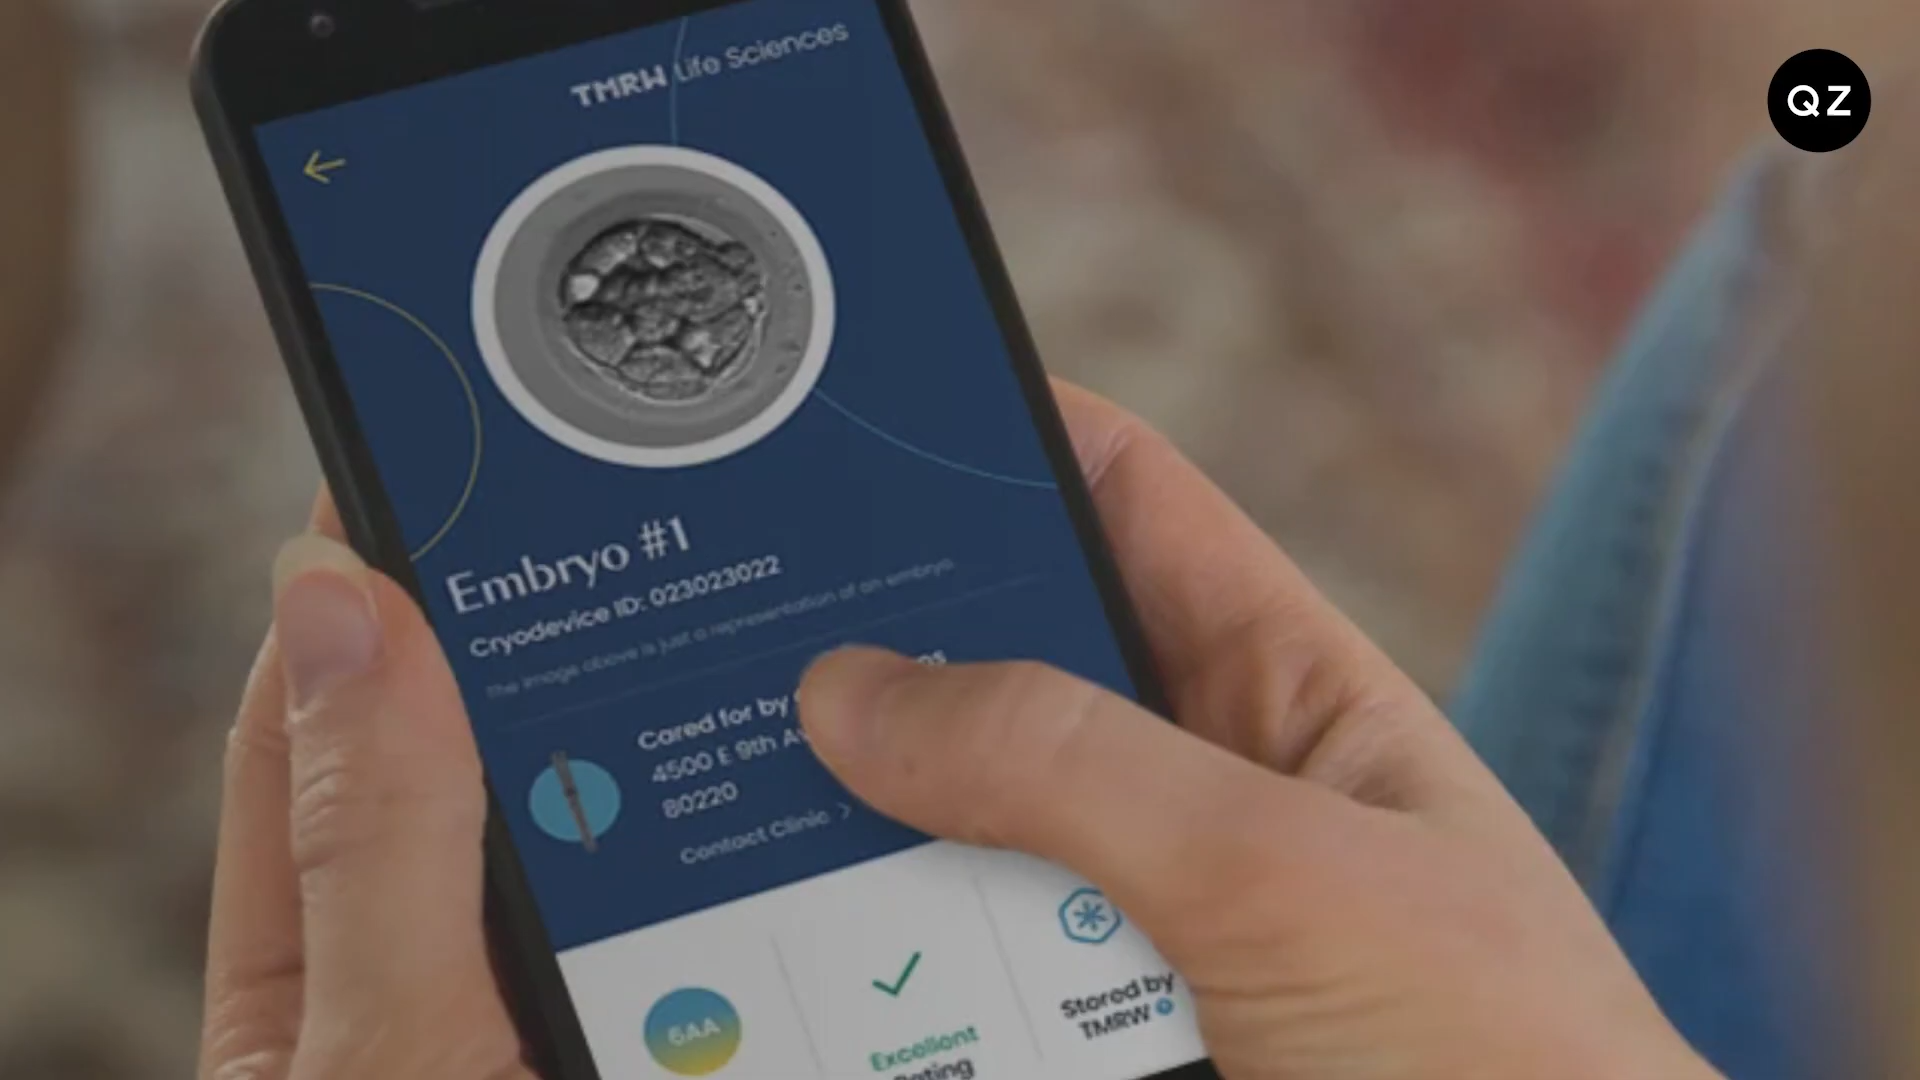 QZ
TMRW Life Sciences
Embryo #1
Cryodevice ID: 023023022
The image above is just a representation of an embryo.
Cared for by
4500 E 9th Av
80220
Contact Clinic >
6AA
Excellent
Rating
Stored by
TMRW